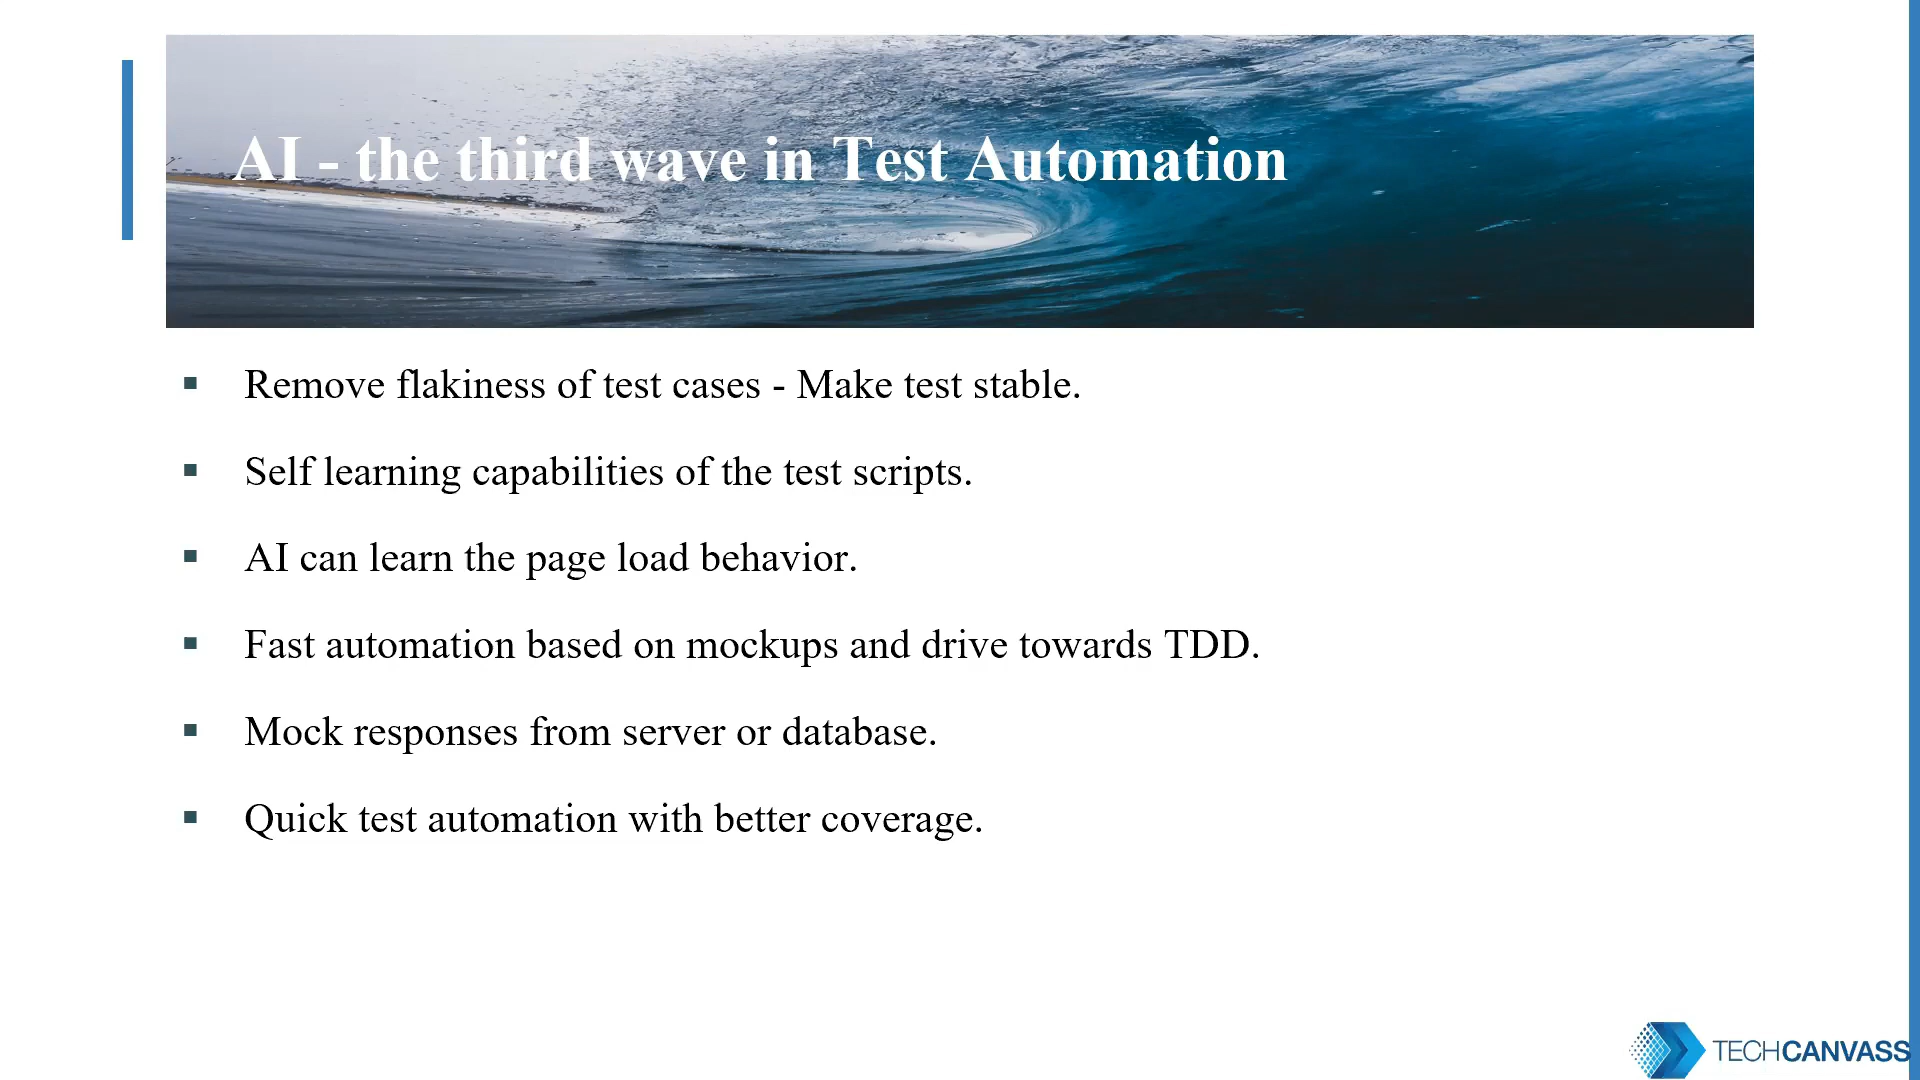 AI - the third wave in Test Automation
Remove flakiness of test cases - Make test stable.
Self learning capabilities of the test scripts.
AI can learn the page load behavior.
Fast automation based on mockups and drive towards TDD.
Mock responses from server or database.
Quick test automation with better coverage.
TECHCANVASS